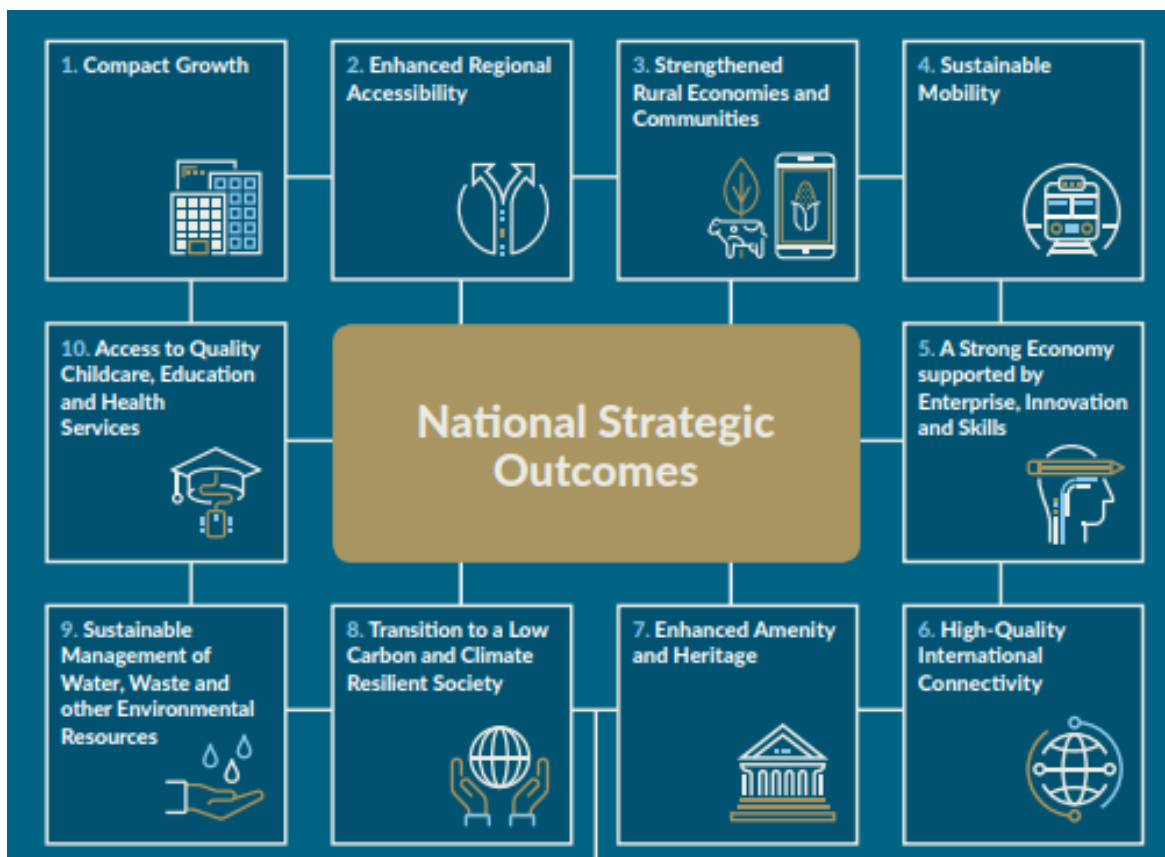 1. Compact Growth
2. Enhanced Regional
Accessibility
3. Strengthened
Rural Economies and
Communities
4. Sustainable
Mobility
10. Access to Quality
Childcare, Education
and Health
Services
National Strategic
Outcomes
5. A Strong Economy
supported by
Enterprise, Innovation
and Skills
9. Sustainable
Management of
Water, Waste and
other Environmental
Resources
8. Transition to a Low
Carbon and Climate
Resilient Society
7. Enhanced Amenity
and Heritage
6. High-Quality
International
Connectivity